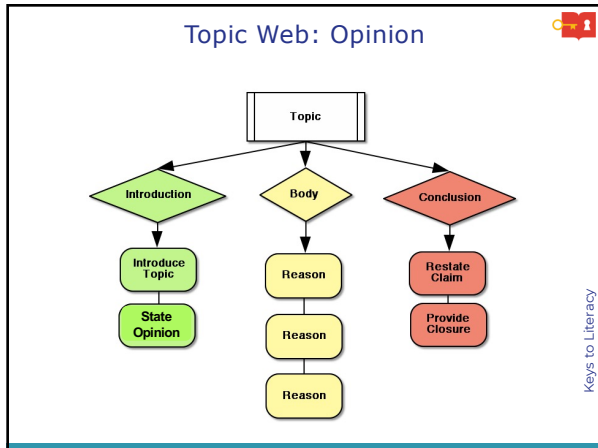 Topic Web: Opinion
Topic
Introduction
Body
Conclusion
Introduce
Topic
State
Opinion
Reason
Reason
Reason
Restate
Claim
Provide
Closure
Keys to Literacy